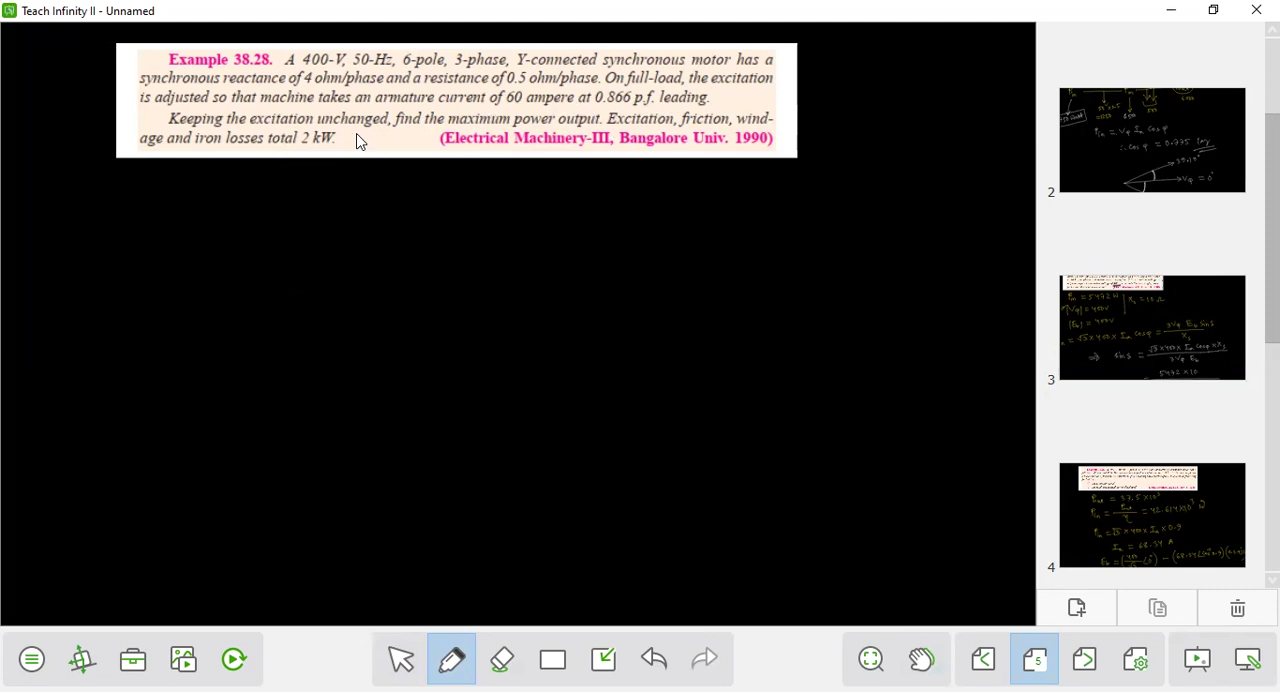 Teach Infinity II - Unnamed
Example 38.28. A 400-V, 50-Hz, 6-pole, 3-phase, Y-connected synchronous motor has a
synchronous reactance of 4 ohm/phase and a resistance of 0.5 ohm/phase. On full-load, the excitation
is adjusted so that machine takes an armature current of 60 ampere at 0.866 p.f. leading.
Keeping the excitation unchanged, find the maximum power output. Excitation, friction, wind-
age and iron losses total 2 kW. (Electrical Machinery-III, Bangalore Univ. 1990)
2
3
4
5